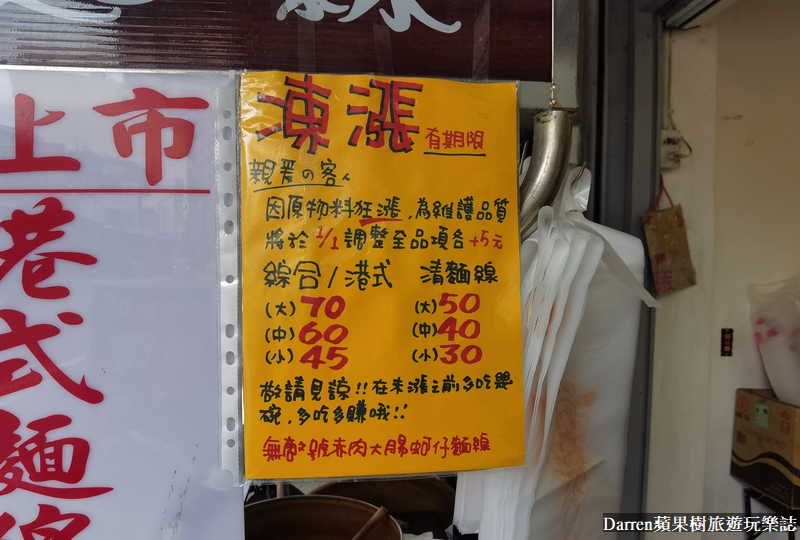 上市
港式麵線
凍漲 有期限
親愛の客人
因原物料狂漲,為維護品質
將於 1/1 調整全品項各+5元
綜合/港式 清麵線
(大) 70 (大) 50
(中) 60 (中) 40
(小) 45 (小) 30
敬請見諒!!在未漲之前多吃幾
碗,多吃多賺哦!!
無敵號赤肉大腸蚵仔麵線
Darren蘋果樹旅遊玩樂誌